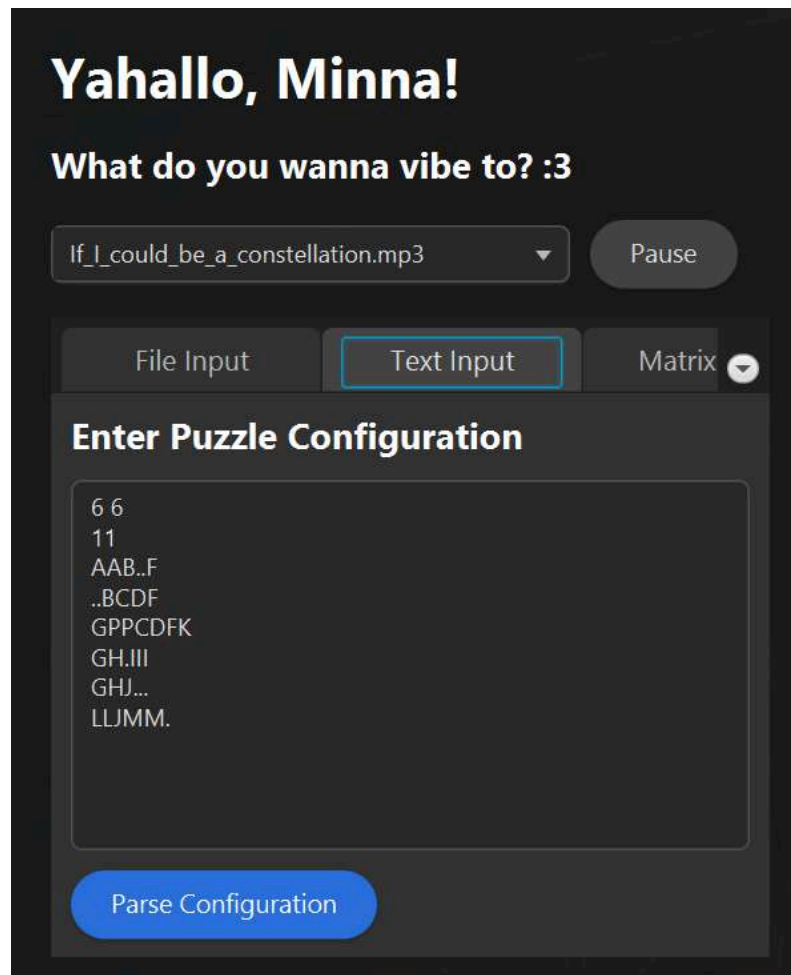 Yahallo, Minna!
What do you wanna vibe to? :3
If_I_could_be_a_constellation.mp3
Pause
File Input
Text Input
Matrix
Enter Puzzle Configuration
6 6
11
AAB..F
..BCDF
GPPCDFK
GH.III
GHJ...
LLJMM.
Parse Configuration